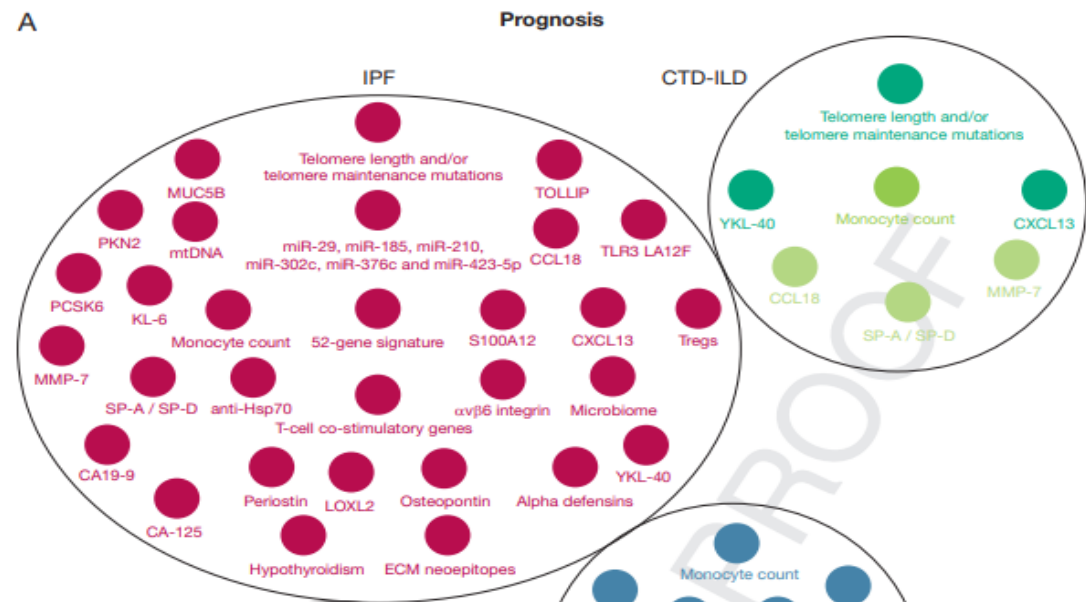 A
Prognosis
IPF
CTD-ILD
Telomere length and/or
telomere maintenance mutations
MUC5B
TOLLIP
PKN2
mtDNA
miR-29, miR-185, miR-210,
miR-302c, miR-376c and miR-423-5p
CCL18
TLR3 LA12F
PCSK6
KL-6
Monocyte count
52-gene signature
S100A12
CXCL13
Tregs
MMP-7
SP-A / SP-D
anti-Hsp70
T-cell co-stimulatory genes
αvβ6 integrin
Microbiome
CA19-9
CA-125
Periostin
LOXL2
Osteopontin
Alpha defensins
YKL-40
Hypothyroidism
ECM neoepitopes
Telomere length and/or
telomere maintenance mutations
YKL-40
Monocyte count
CXCL13
CCL18
MMP-7
SP-A / SP-D
Monocyte count
PROOF